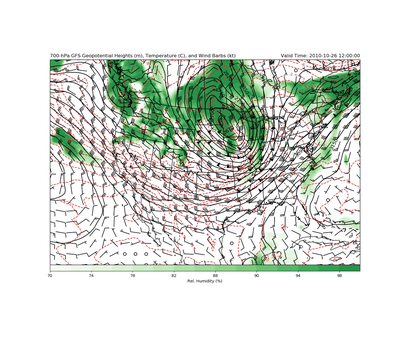 700-hPa GFS Geopotential Heights (m), Temperature (C), and Wind Barbs (kt)
Valid Time: 2010-10-26 12:00:00
70 74 78 82 86 90 94 98
Rel. Humidity (%)